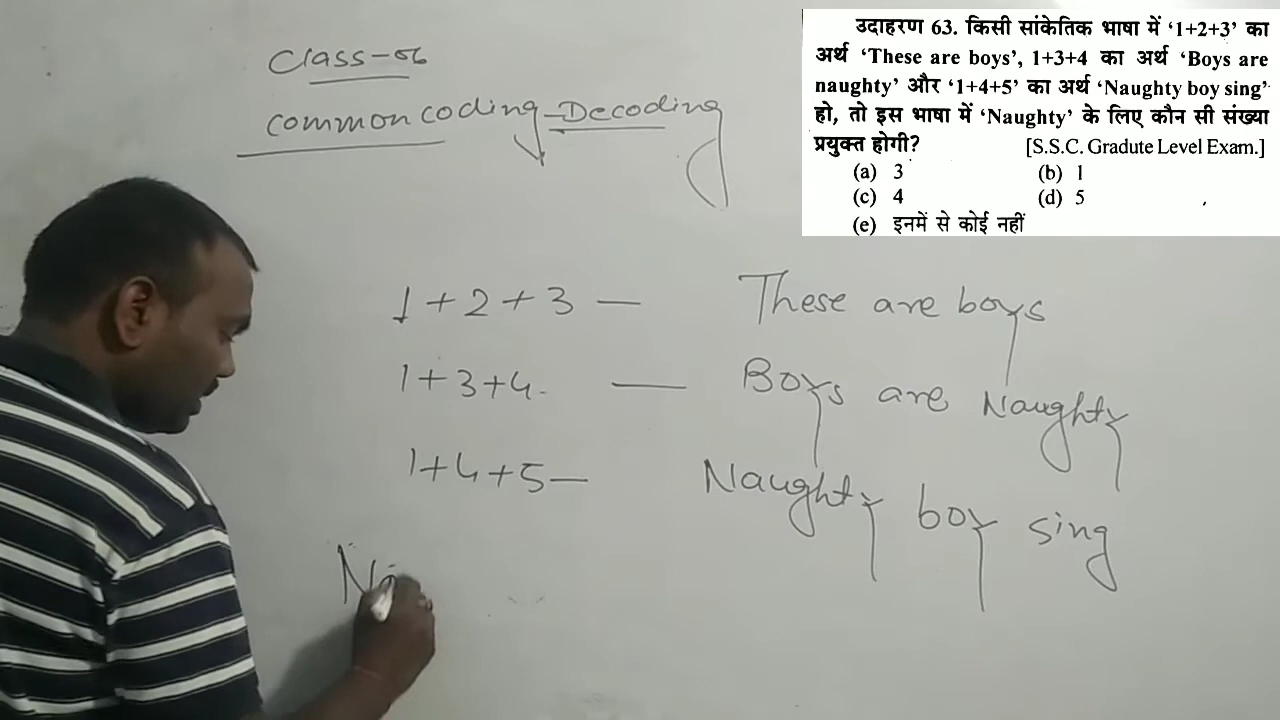 Class-06
common coding-Decoding
उदाहरण 63. किसी सांकेतिक भाषा में ‘1+2+3’ का
अर्थ ‘These are boys’, 1+3+4 का अर्थ ‘Boys are
naughty’ और ‘1+4+5’ का अर्थ ‘Naughty boy sing’
हो, तो इस भाषा में ‘Naughty’ के लिए कौन सी संख्या
प्रयुक्त होगी? [S.S.C. Gradute Level Exam.]
(a) 3 (b) 1
(c) 4 (d) 5
(e) इनमें से कोई नहीं
1+2+3 — These are boys
1+3+4 — Boys are Naughty
1+4+5 — Naughty boy sing
Na